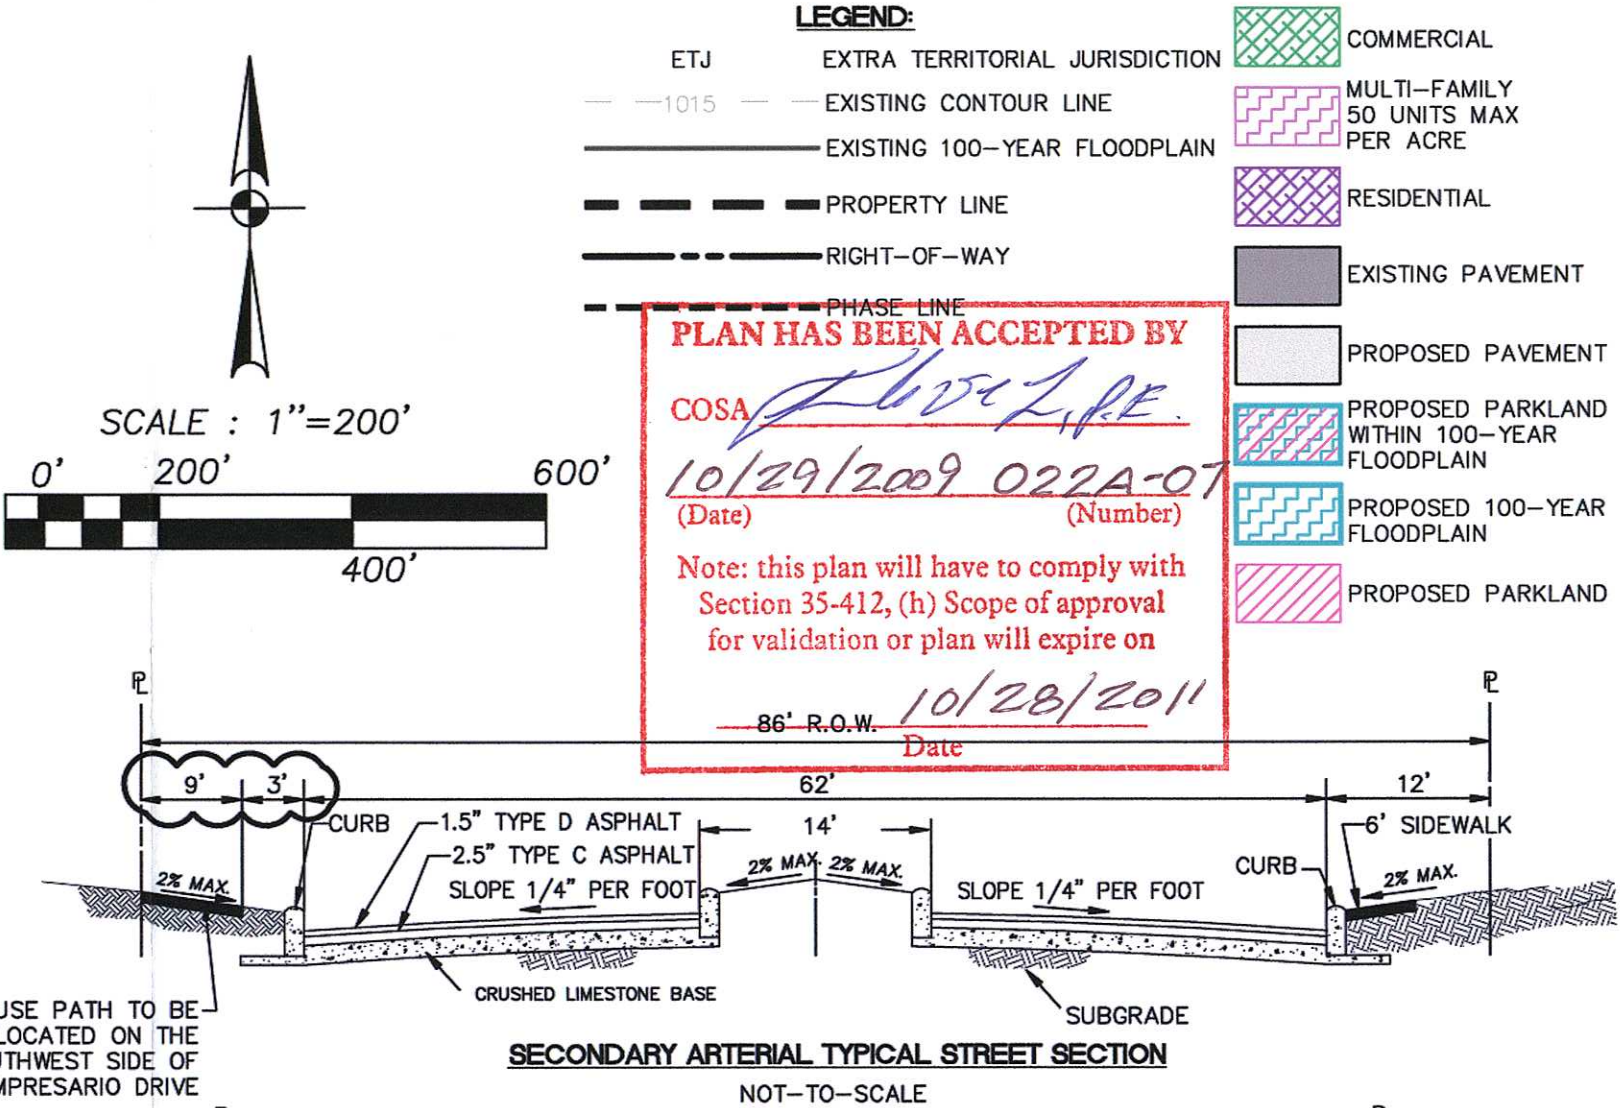 LEGEND:
ETJ EXTRA TERRITORIAL JURISDICTION
1015 EXISTING CONTOUR LINE
EXISTING 100-YEAR FLOODPLAIN
PROPERTY LINE
RIGHT-OF-WAY
PHASE LINE
COMMERCIAL
MULTI-FAMILY
50 UNITS MAX
PER ACRE
RESIDENTIAL
EXISTING PAVEMENT
PROPOSED PAVEMENT
PROPOSED PARKLAND
WITHIN 100-YEAR
FLOODPLAIN
PROPOSED 100-YEAR
FLOODPLAIN
PROPOSED PARKLAND
SCALE : 1"=200'
0' 200' 600'
400'
PLAN HAS BEEN ACCEPTED BY
COSA P.E.
10/29/2009 022A-07
(Date) (Number)
Note: this plan will have to comply with
Section 35-412, (h) Scope of approval
for validation or plan will expire on
10/28/2011
Date
PL PL
86' R.O.W.
9' 3' 62' 12'
14'
CURB
1.5" TYPE D ASPHALT
2.5" TYPE C ASPHALT
SLOPE 1/4" PER FOOT
2% MAX. 2% MAX.
SLOPE 1/4" PER FOOT
CURB
6' SIDEWALK
2% MAX.
2% MAX.
CRUSHED LIMESTONE BASE
SUBGRADE
USE PATH TO BE
LOCATED ON THE
UTHWEST SIDE OF
MPRESARIO DRIVE
SECONDARY ARTERIAL TYPICAL STREET SECTION
NOT-TO-SCALE